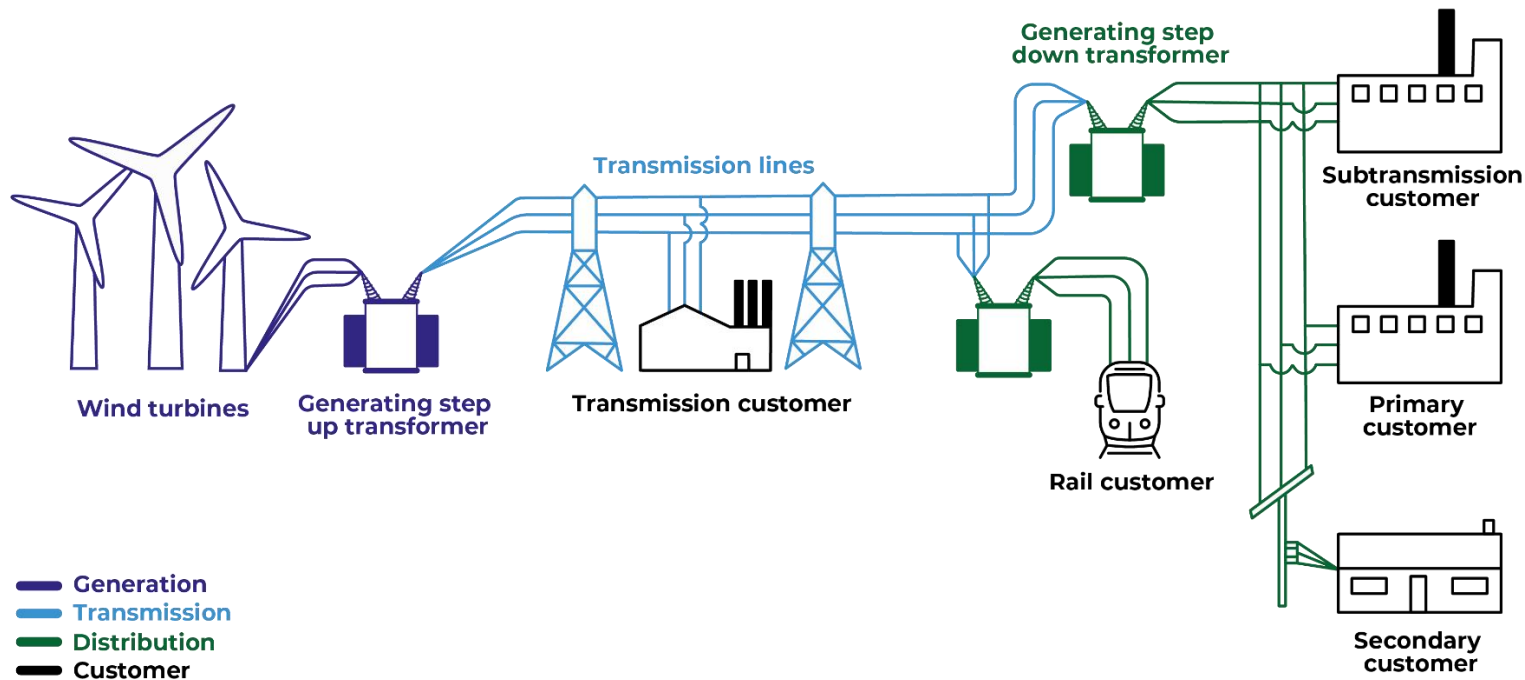 Generating step
down transformer
Transmission lines
Subtransmission
customer
Wind turbines
Generating step
up transformer
Transmission customer
Primary
customer
Rail customer
Generation
Transmission
Distribution
Customer
Secondary
customer